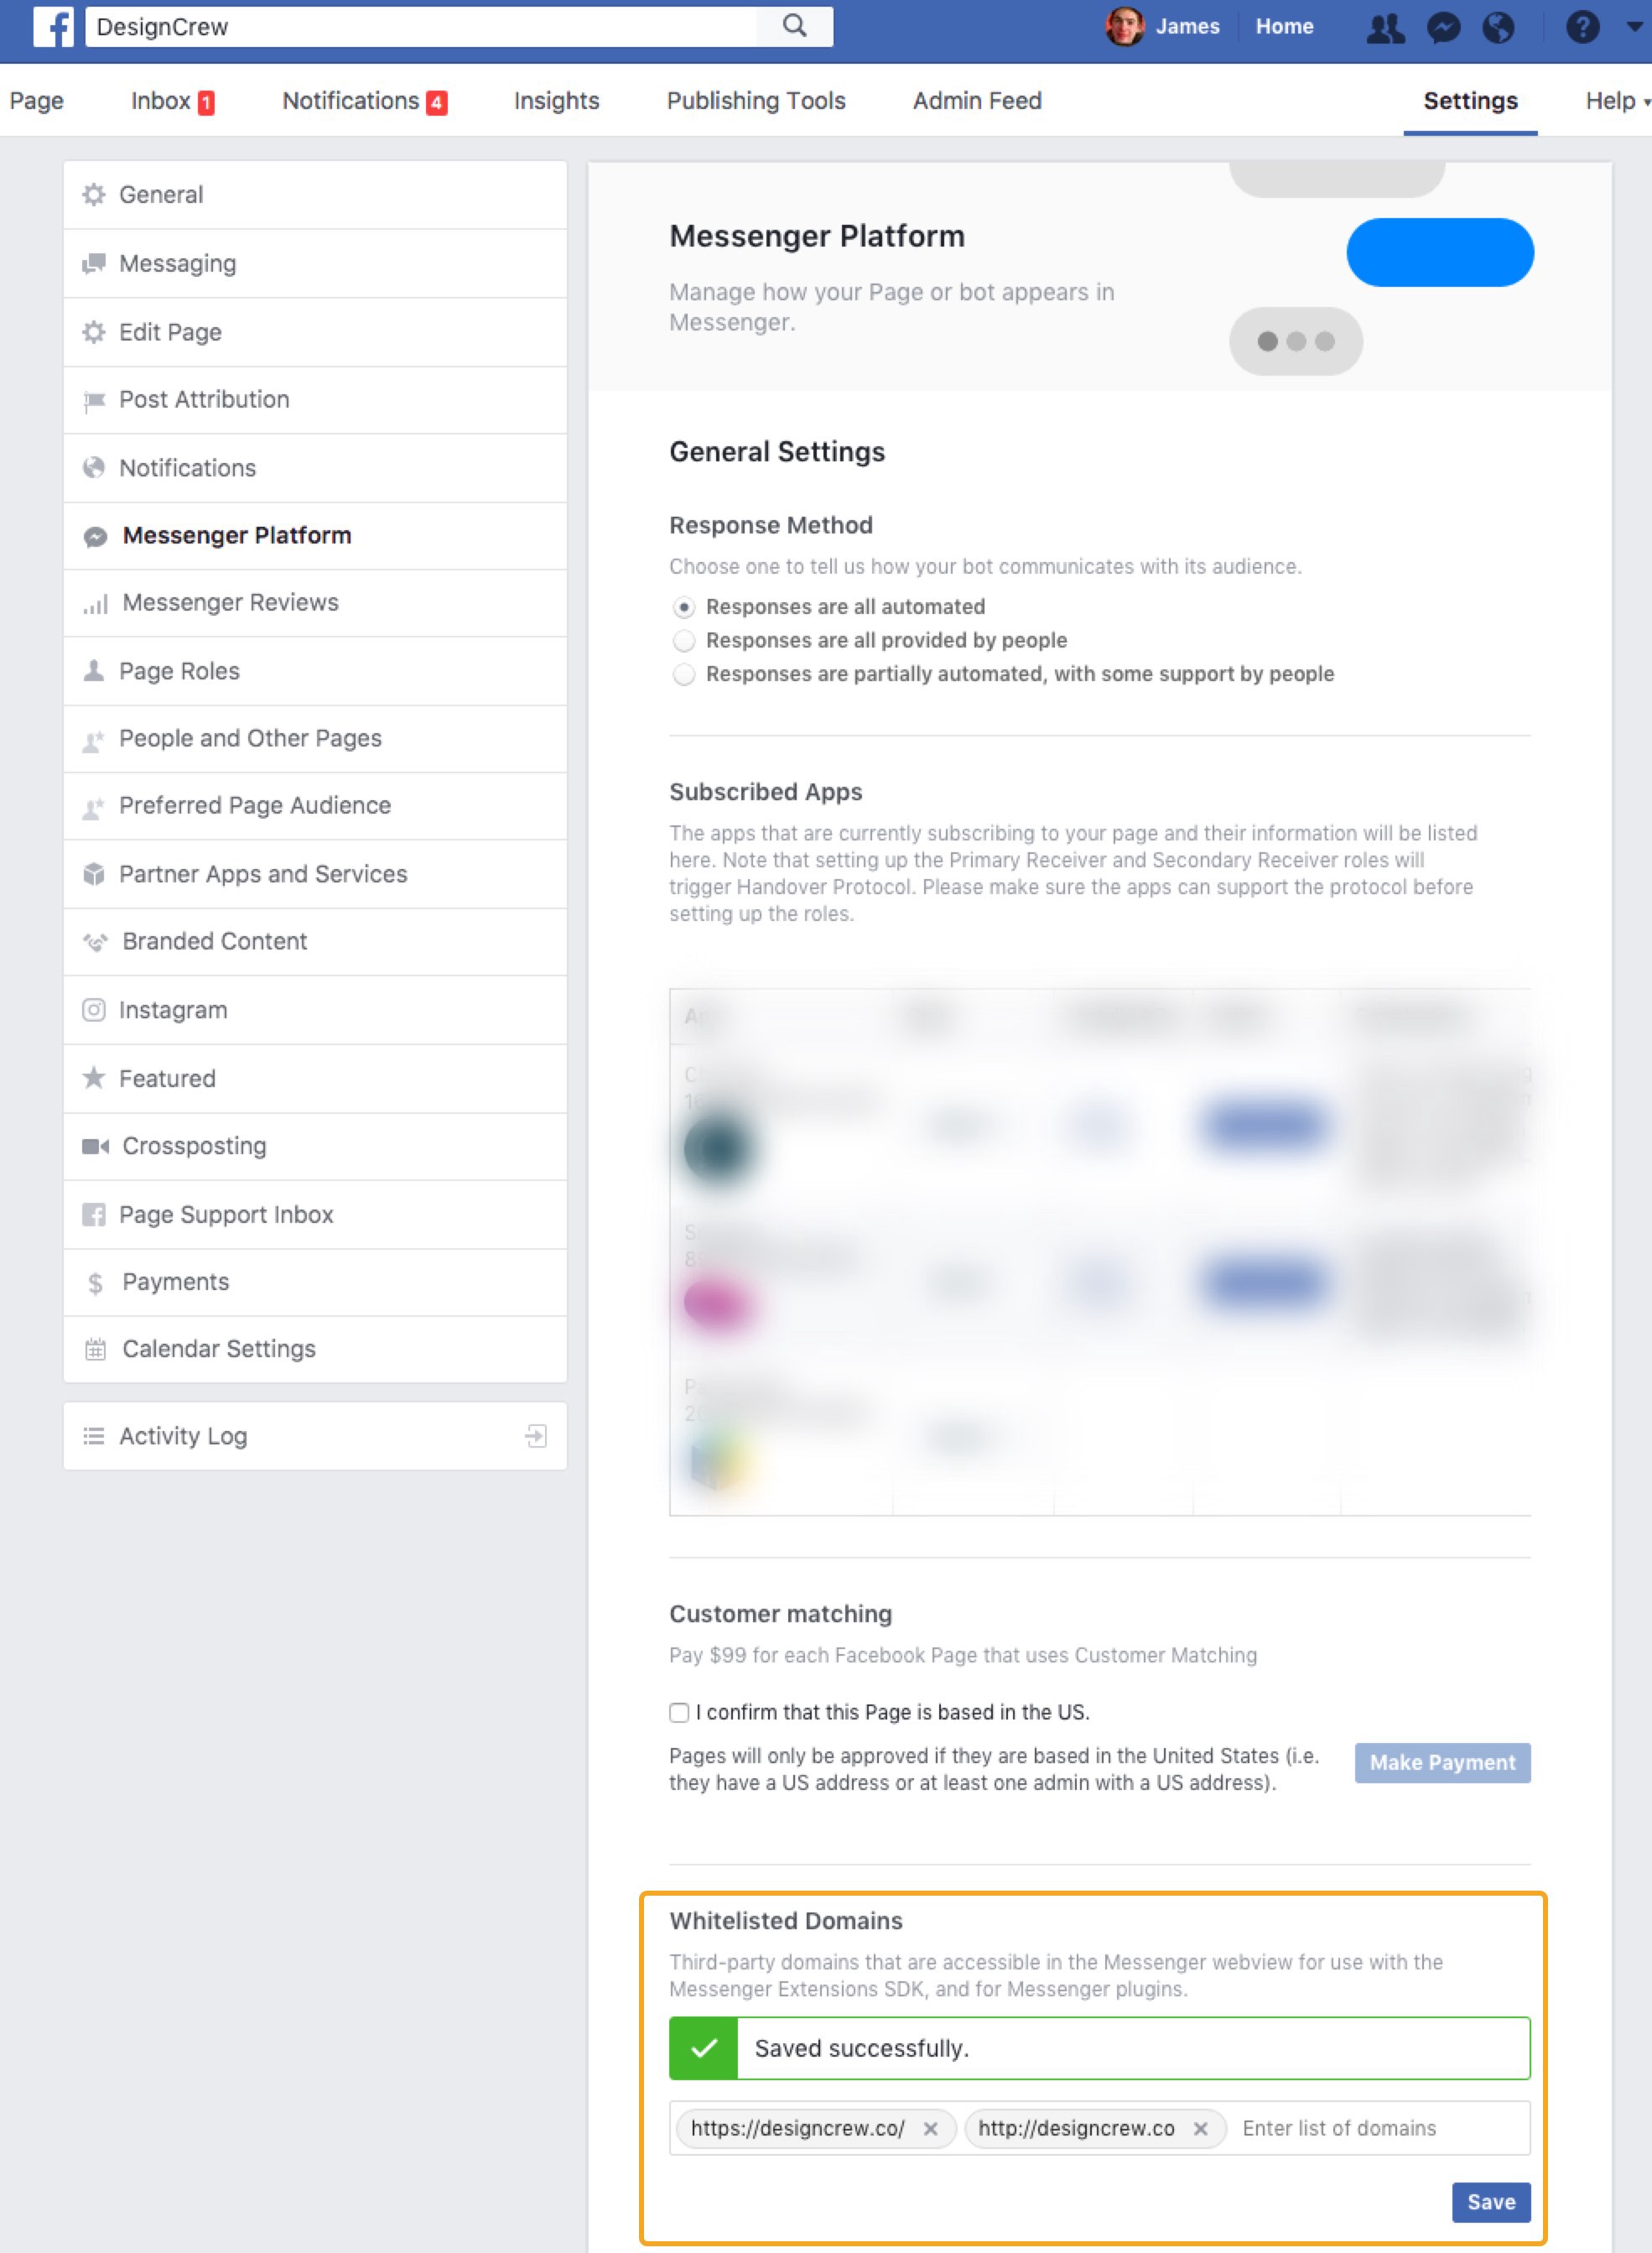 DesignCrew
James
Home
Page
Inbox 1
Notifications 4
Insights
Publishing Tools
Admin Feed
Settings
Help
General
Messaging
Edit Page
Post Attribution
Notifications
Messenger Platform
Messenger Reviews
Page Roles
People and Other Pages
Preferred Page Audience
Partner Apps and Services
Branded Content
Instagram
Featured
Crossposting
Page Support Inbox
Payments
Calendar Settings
Activity Log
Messenger Platform
Manage how your Page or bot appears in
Messenger.
General Settings
Response Method
Choose one to tell us how your bot communicates with its audience.
Responses are all automated
Responses are all provided by people
Responses are partially automated, with some support by people
Subscribed Apps
The apps that are currently subscribing to your page and their information will be listed
here. Note that setting up the Primary Receiver and Secondary Receiver roles will
trigger Handover Protocol. Please make sure the apps can support the protocol before
setting up the roles.
Customer matching
Pay $99 for each Facebook Page that uses Customer Matching
I confirm that this Page is based in the US.
Pages will only be approved if they are based in the United States (i.e.
they have a US address or at least one admin with a US address).
Make Payment
Whitelisted Domains
Third-party domains that are accessible in the Messenger webview for use with the
Messenger Extensions SDK, and for Messenger plugins.
Saved successfully.
https://designcrew.co/
http://designcrew.co
Enter list of domains
Save